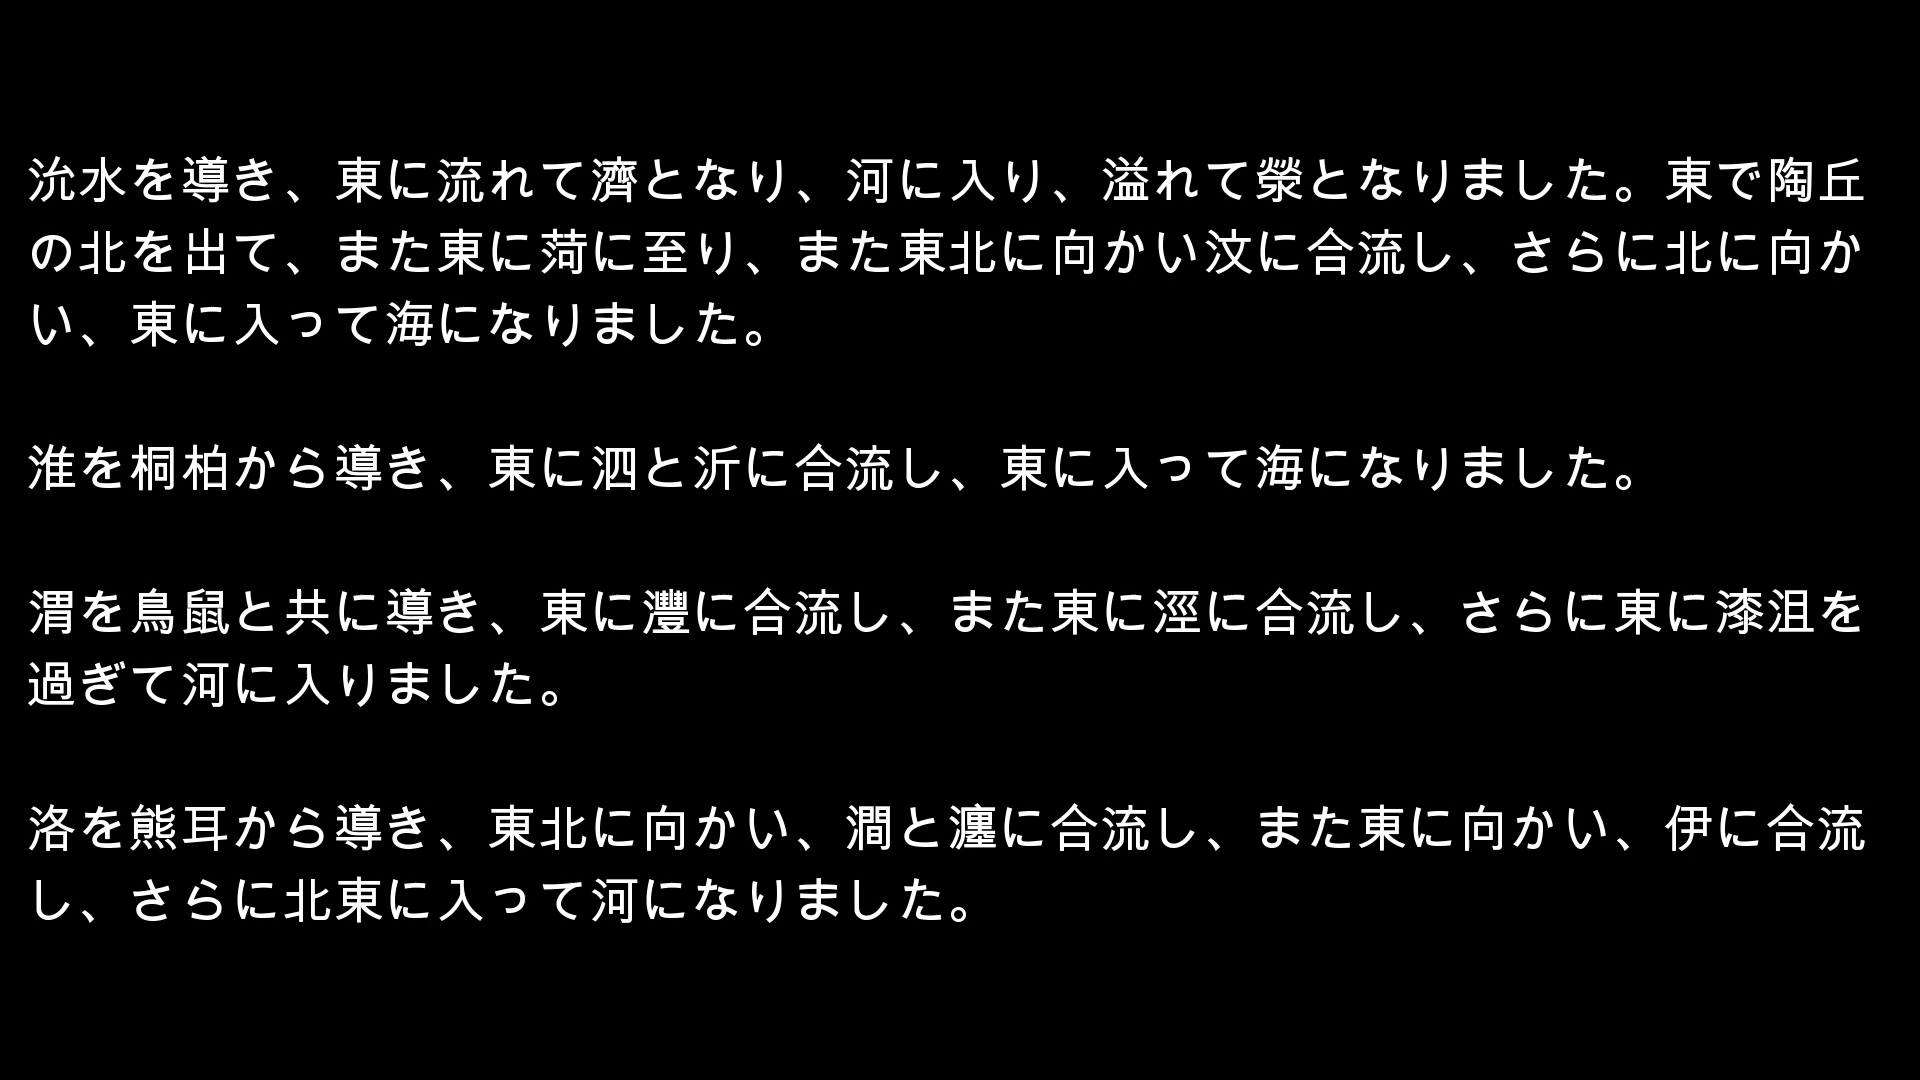 沇水を導き、東に流れて濟となり、河に入り、溢れて滎となりました。東で陶丘
の北を出て、また東に菏に至り、また東北に向かい汶に合流し、さらに北に向か
い、東に入って海になりました。
淮を桐柏から導き、東に泗と沂に合流し、東に入って海になりました。
渭を鳥鼠と共に導き、東に灃に合流し、また東に涇に合流し、さらに東に漆沮を
過ぎて河に入りました。
洛を熊耳から導き、東北に向かい、澗と瀍に合流し、また東に向かい、伊に合流
し、さらに北東に入って河になりました。